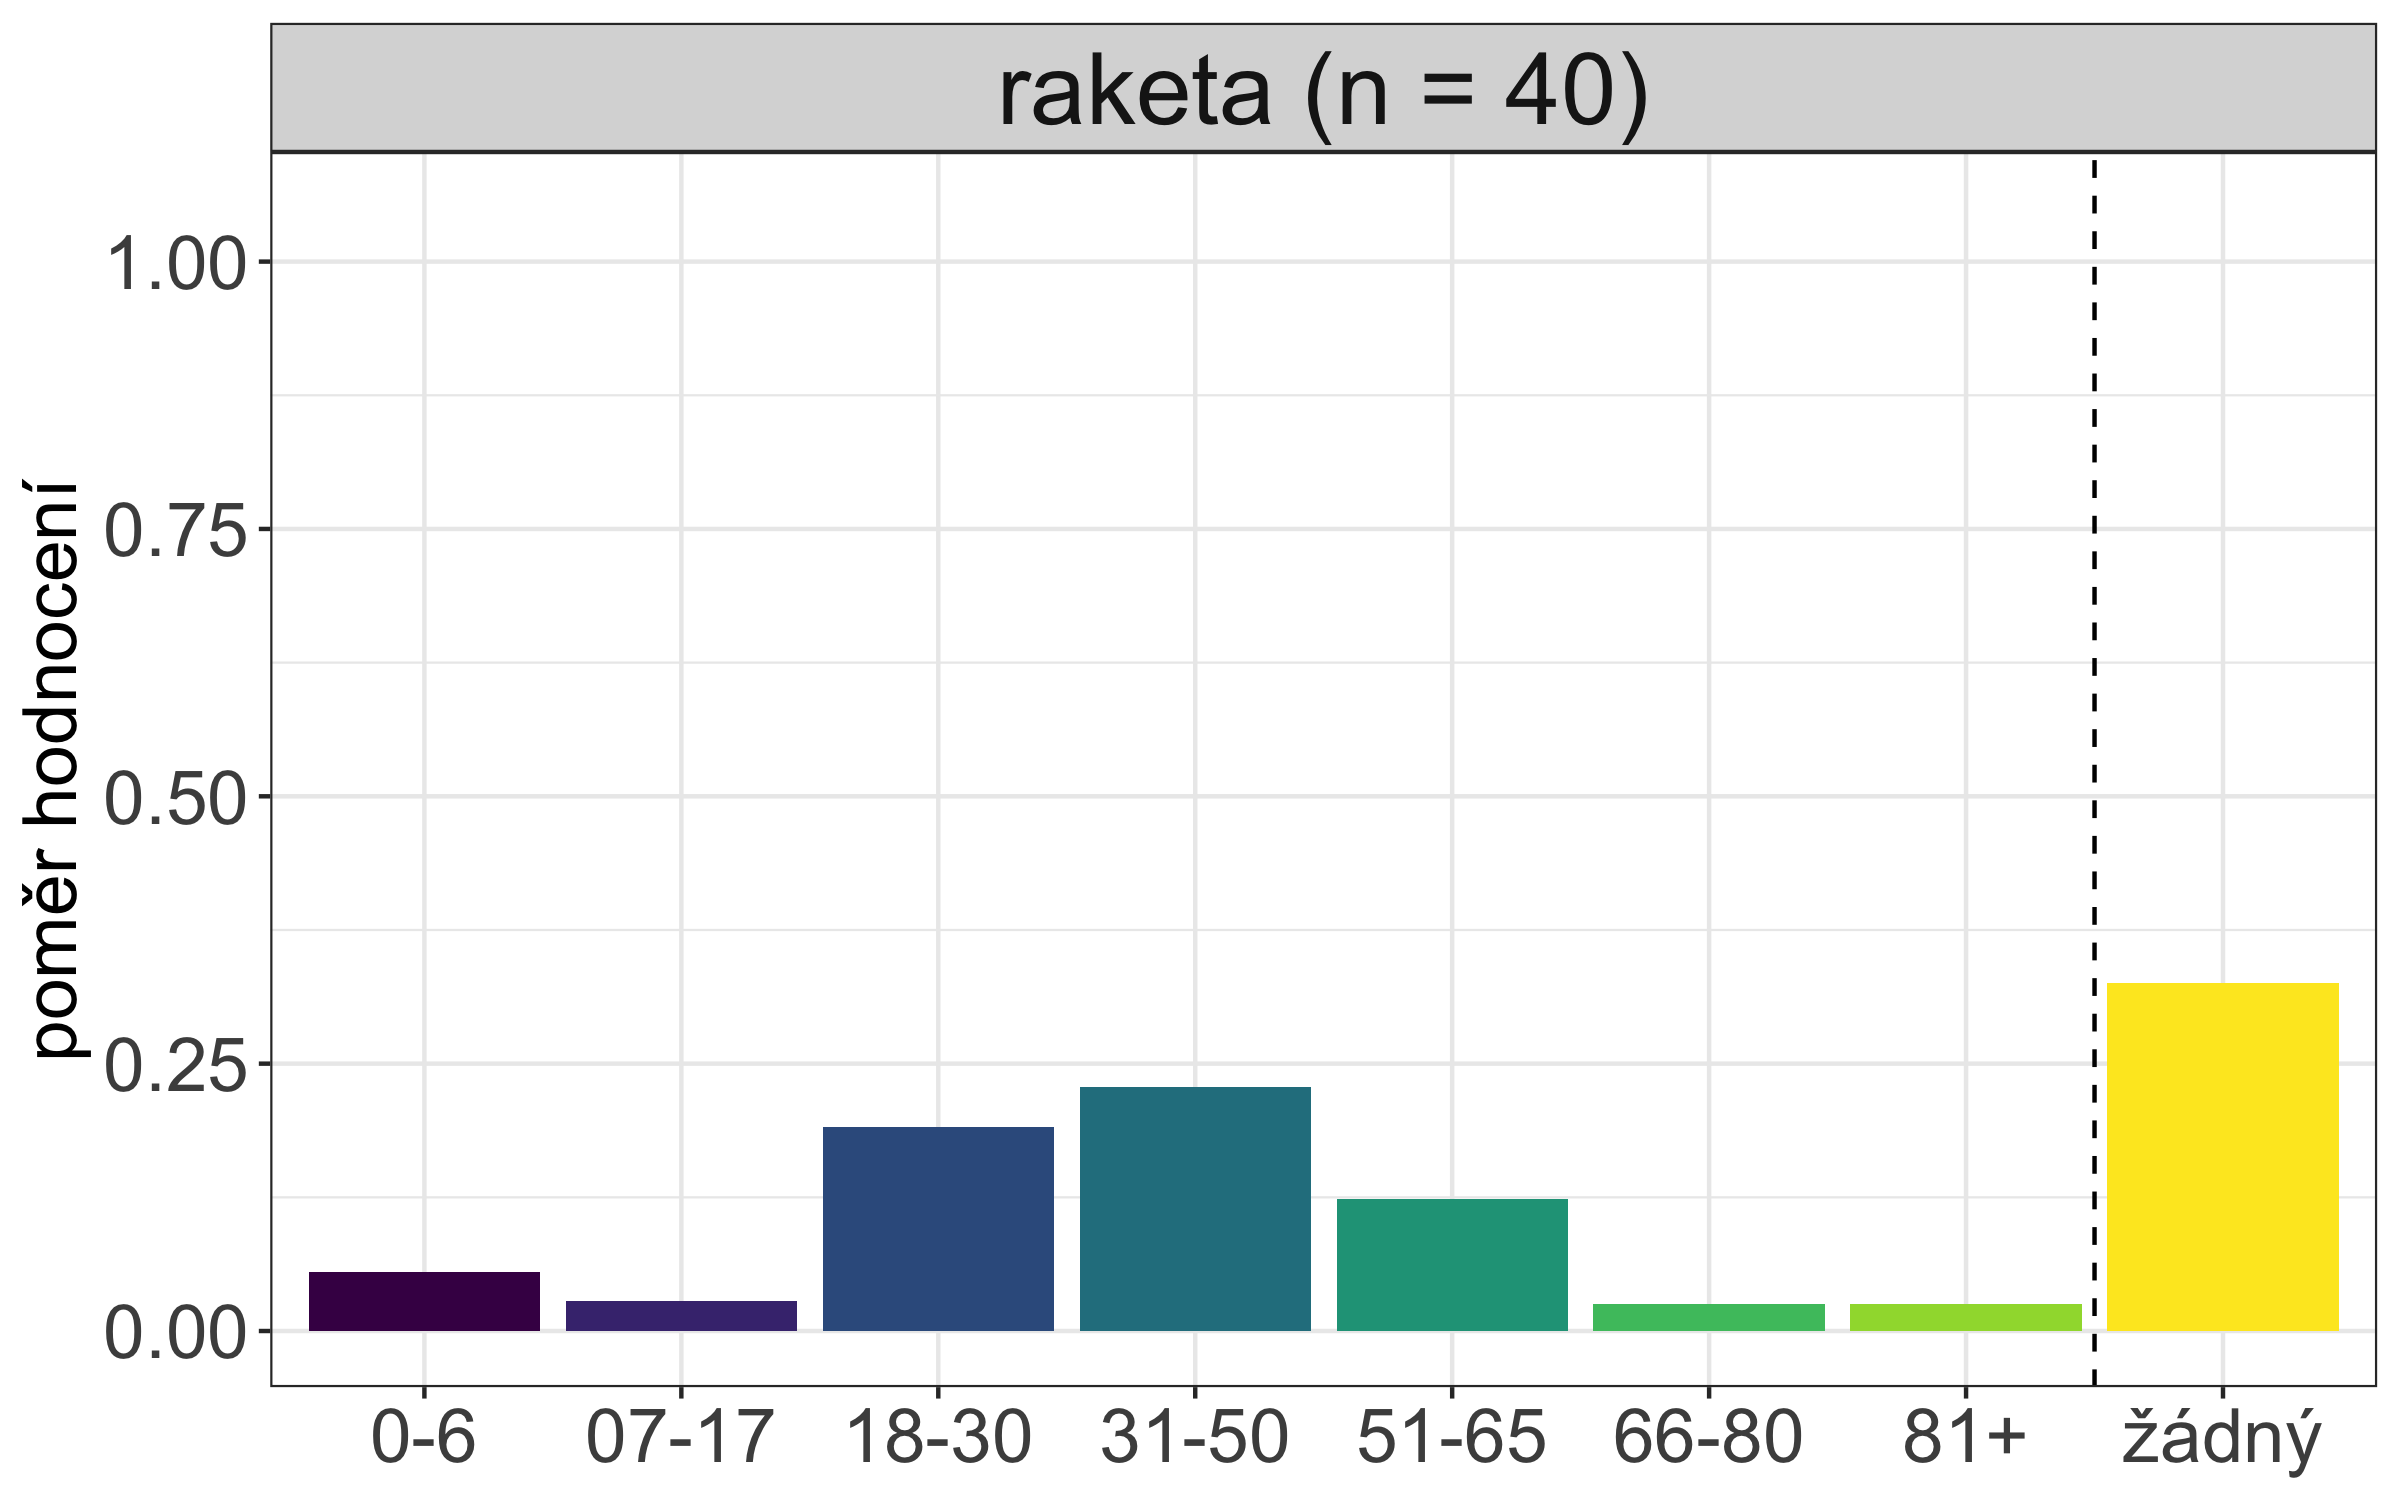 raketa (n = 40)
poměr hodnocení
1.00
0.75
0.50
0.25
0.00
0-6 07-17 18-30 31-50 51-65 66-80 81+ žádný